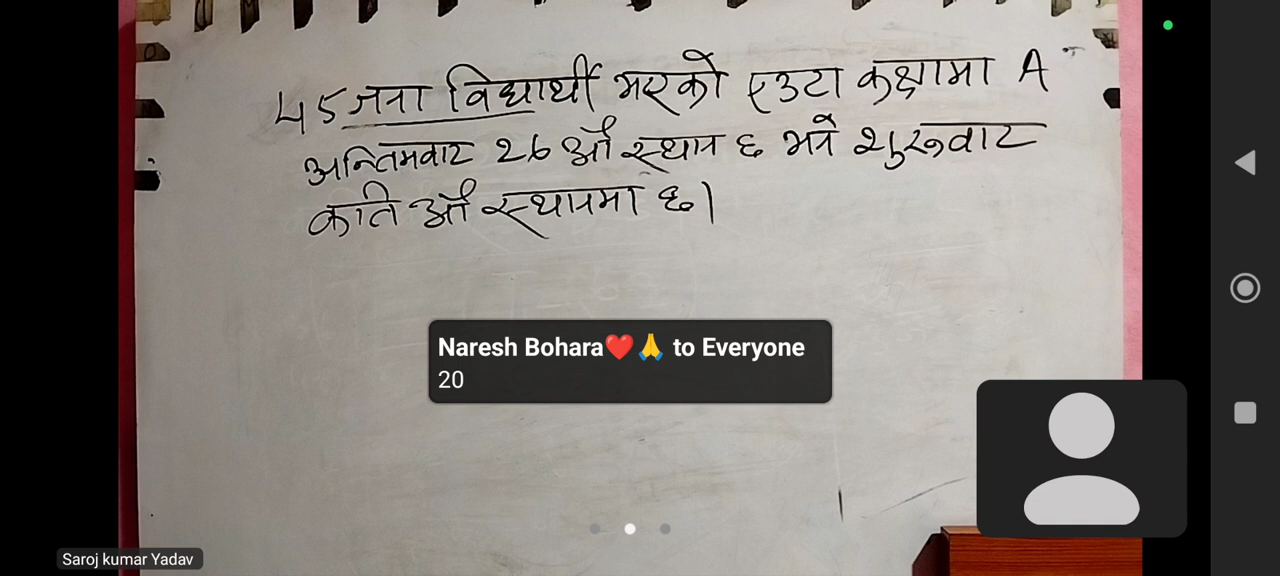 45 जना विद्यार्थी भएको एउटा कक्षामा A
अन्तिमबाट 26 औं स्थान छ भने शुरूवाट
कति औं स्थानमा छ।
Naresh Bohara❤️🙏 to Everyone
20
Saroj kumar Yadav